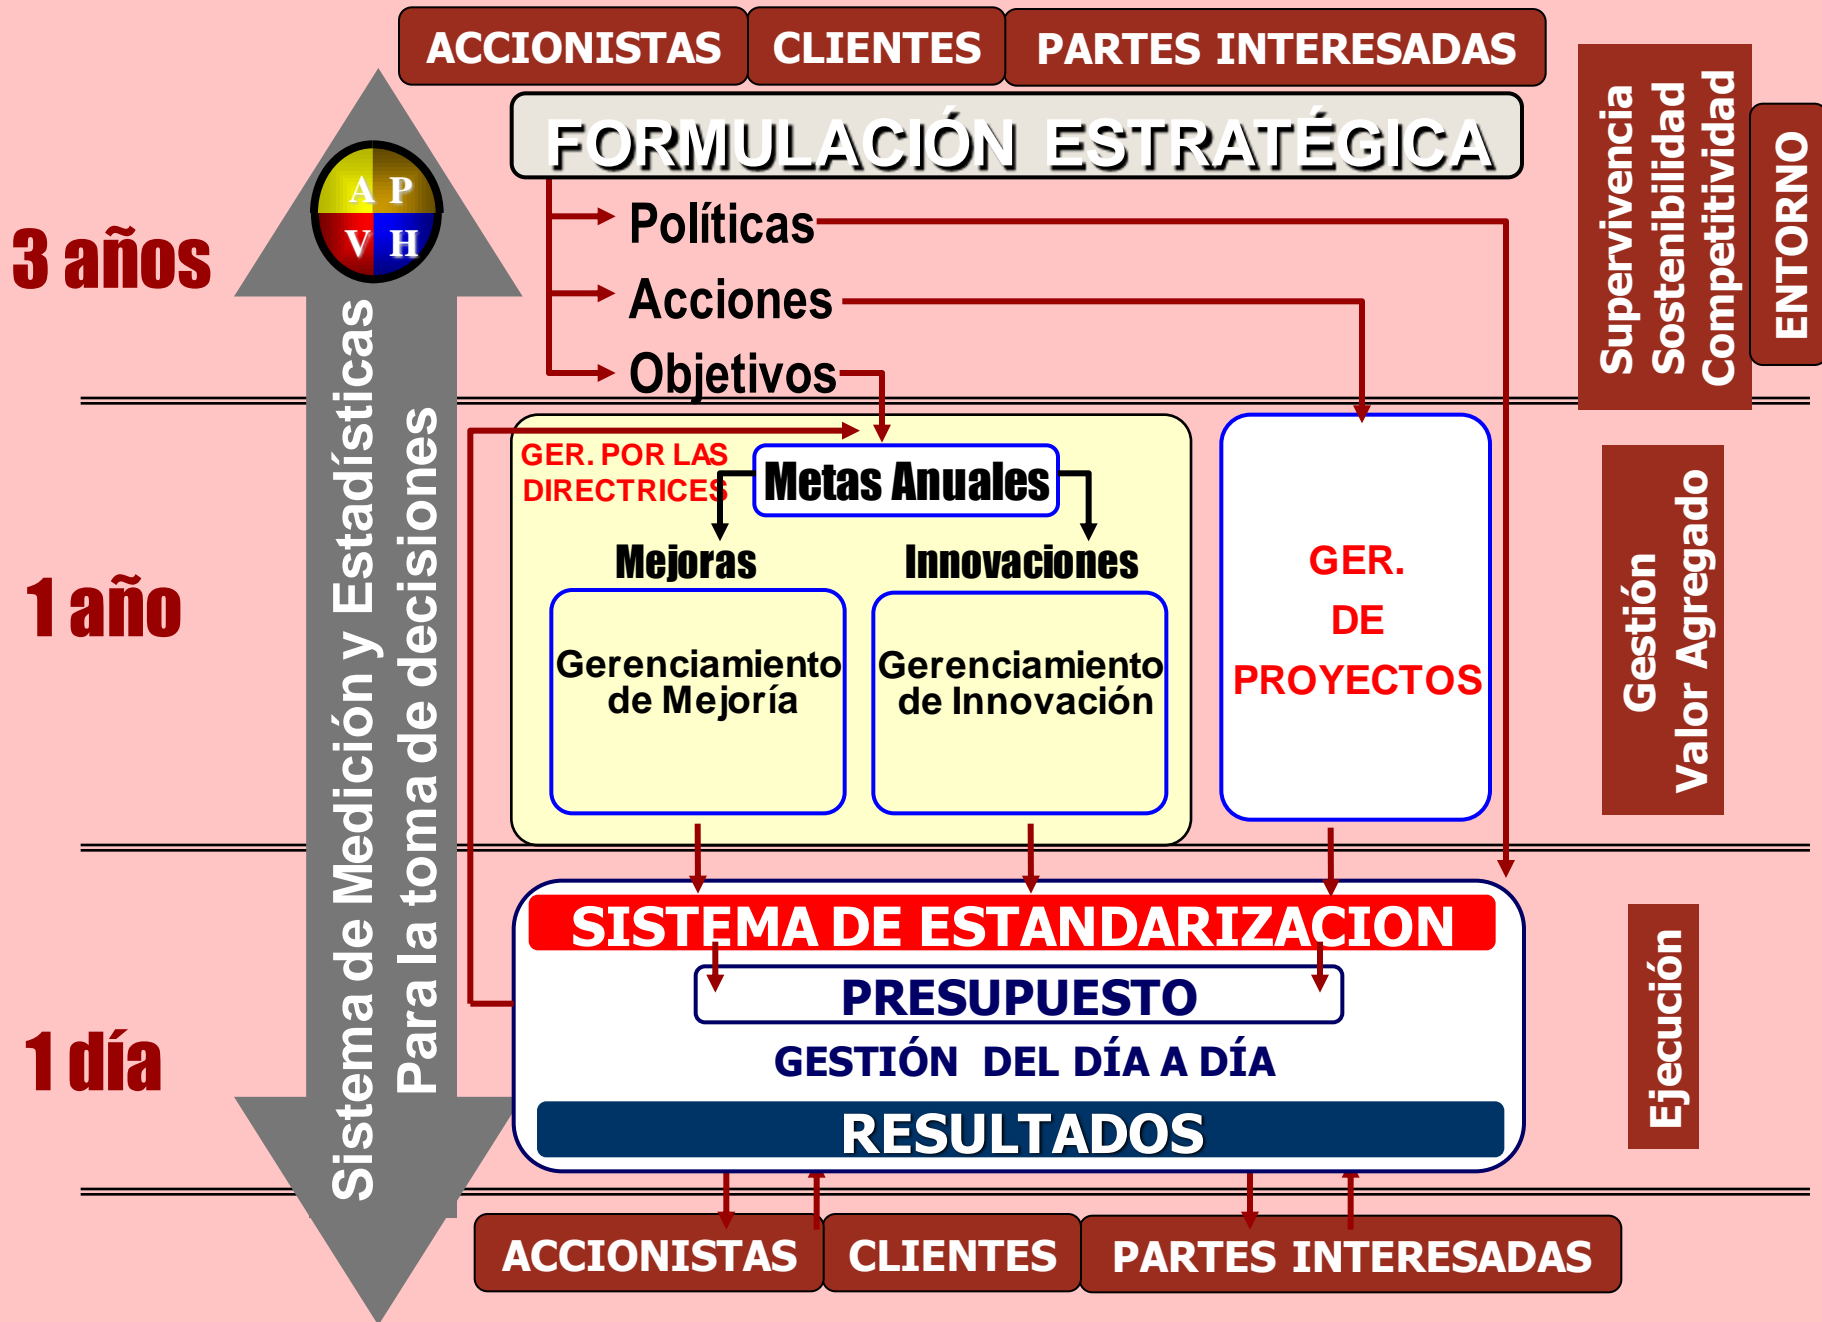 ACCIONISTAS
CLIENTES
PARTES INTERESADAS
FORMULACIÓN ESTRATÉGICA
A P
V H
3 años
Políticas
Acciones
Objetivos
Supervivencia
Sostenibilidad
Competitividad
ENTORNO
Sistema de Medición y Estadísticas
Para la toma de decisiones
1 año
GER. POR LAS
DIRECTRICES
Metas Anuales
Mejoras
Innovaciones
Gerenciamiento
de Mejoría
Gerenciamiento
de Innovación
GER.
DE
PROYECTOS
Gestión
Valor Agregado
1 día
SISTEMA DE ESTANDARIZACION
PRESUPUESTO
GESTIÓN DEL DÍA A DÍA
RESULTADOS
Ejecución
ACCIONISTAS
CLIENTES
PARTES INTERESADAS